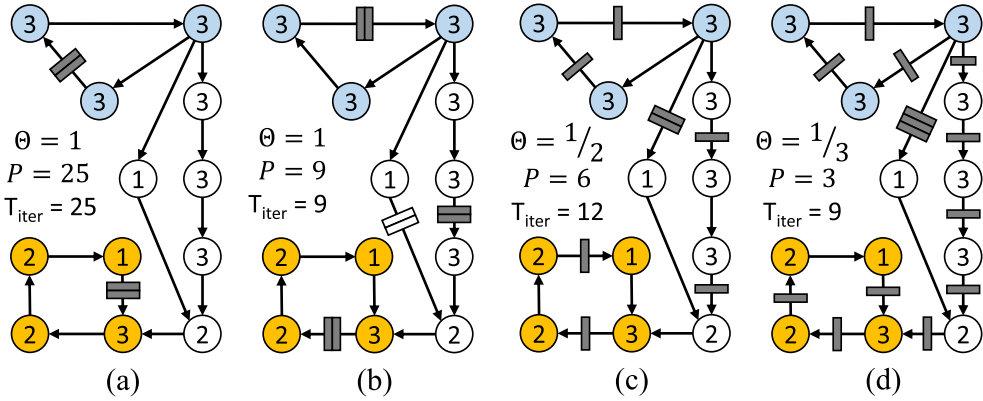 3 3 3 3 3 3 3 3
3 3 3 3 3 3 3 3
Θ = 1
P = 25
T_iter = 25
1 3
3
2 1
2 3 2
(a)
Θ = 1
P = 9
T_iter = 9
1 3
3
2 1
2 3 2
(b)
Θ = 1/2
P = 6
T_iter = 12
1 3
3
2 1
2 3 2
(c)
Θ = 1/3
P = 3
T_iter = 9
1 3
3
2 1
2 3 2
(d)